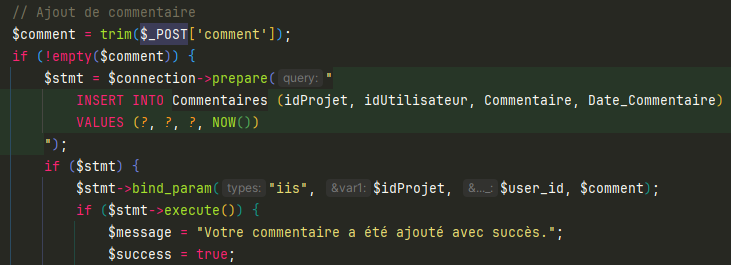 // Ajout de commentaire
$comment = trim($_POST['comment']);
if (!empty($comment)) {
$stmt = $connection->prepare( query: "
INSERT INTO Commentaires (idProjet, idUtilisateur, Commentaire, Date_Commentaire)
VALUES (?, ?, ?, NOW())
");
if ($stmt) {
$stmt->bind_param( types: "iis", &var1: $idProjet, &..._: $user_id, $comment);
if ($stmt->execute()) {
$message = "Votre commentaire a été ajouté avec succès.";
$success = true;